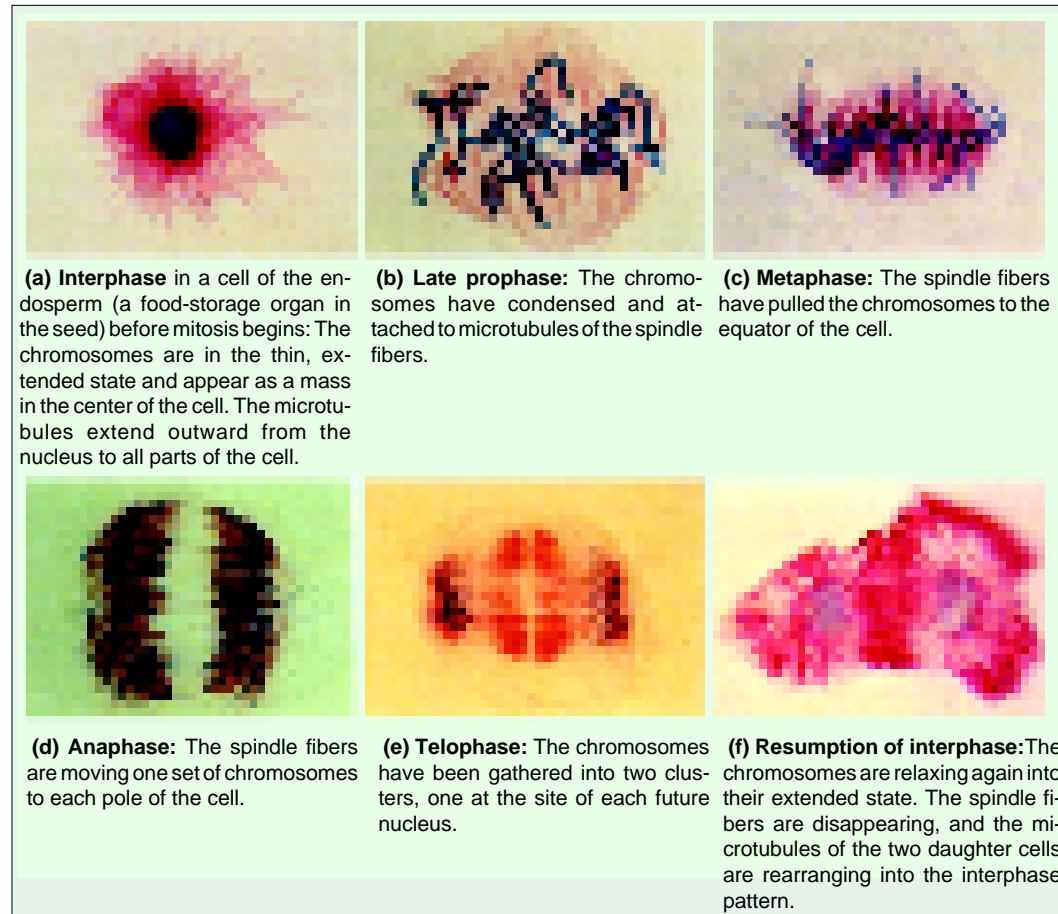 (a) Interphase in a cell of the en-
dosperm (a food-storage organ in
the seed) before mitosis begins: The
chromosomes are in the thin, ex-
tended state and appear as a mass
in the center of the cell. The microtu-
bules extend outward from the
nucleus to all parts of the cell.
(b) Late prophase: The chromo-
somes have condensed and at-
tached to microtubules of the spindle
fibers.
(c) Metaphase: The spindle fibers
have pulled the chromosomes to the
equator of the cell.
(d) Anaphase: The spindle fibers
are moving one set of chromosomes
to each pole of the cell.
(e) Telophase: The chromosomes
have been gathered into two clus-
ters, one at the site of each future
nucleus.
(f) Resumption of interphase:The
chromosomes are relaxing again into
their extended state. The spindle fi-
bers are disappearing, and the mi-
crotubules of the two daughter cells
are rearranging into the interphase
pattern.